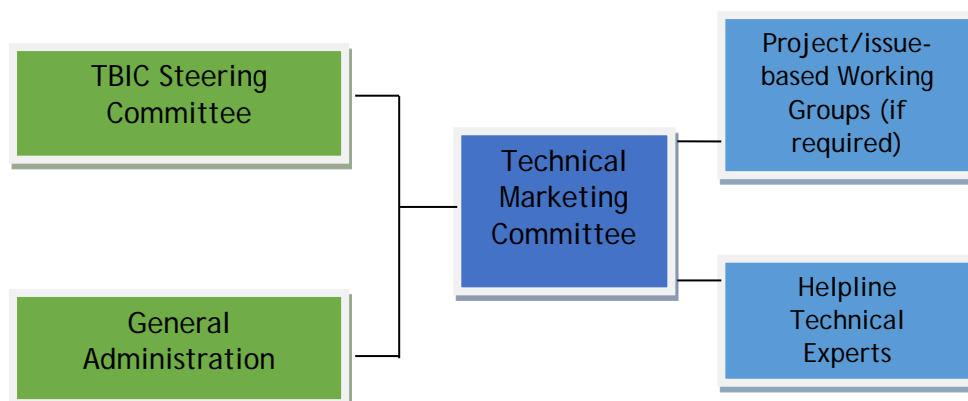 TBIC Steering
Committee
General
Administration
Technical
Marketing
Committee
Project/issue-
based Working
Groups (if
required)
Helpline
Technical
Experts